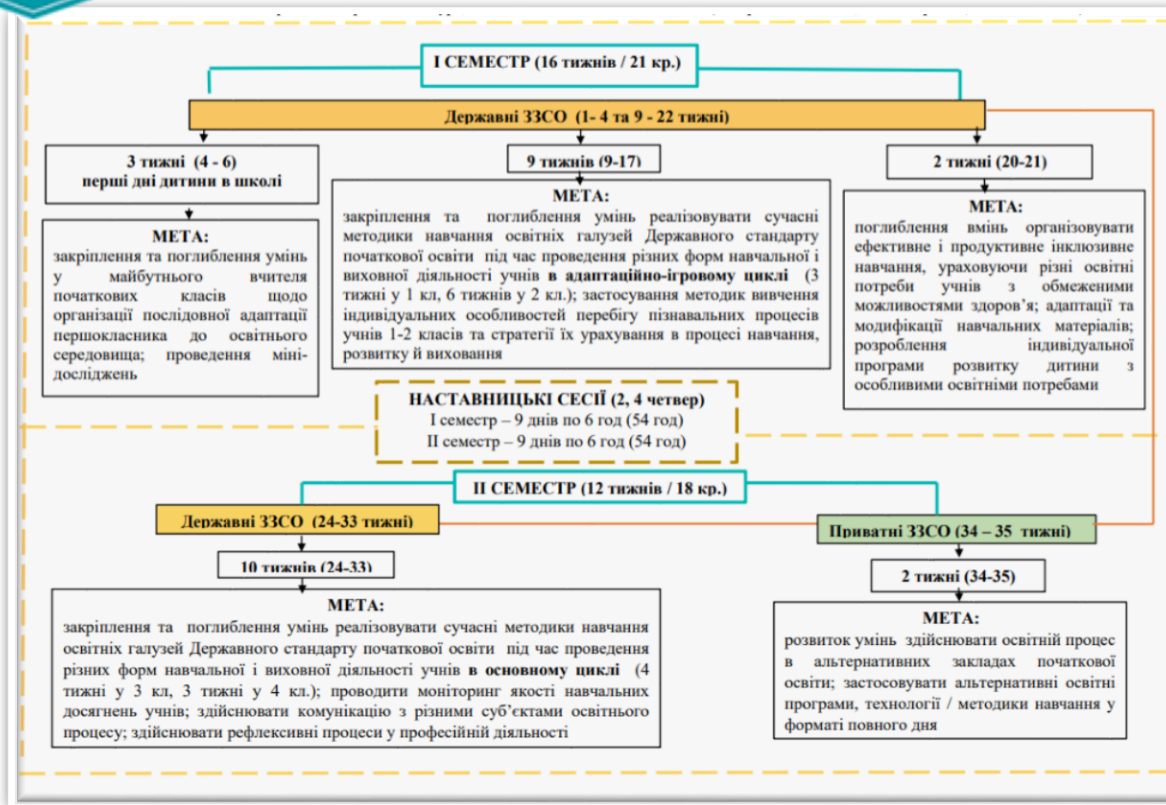 І СЕМЕСТР (16 тижнів / 21 кр.)
Державні ЗЗСО (1- 4 та 9 - 22 тижні)
3 тижні (4 - 6)
перші дні дитини в школі
МЕТА:
закріплення та поглиблення умінь
у майбутнього вчителя
початкових класів щодо
організації послідовної адаптації
першокласника до освітнього
середовища; проведення міні-
досліджень
9 тижнів (9-17)
МЕТА:
закріплення та поглиблення умінь реалізовувати сучасні
методики навчання освітніх галузей Державного стандарту
початкової освіти під час проведення різних форм навчальної і
виховної діяльності учнів в адаптаційно-ігровому циклі (3
тижні у 1 кл, 6 тижнів у 2 кл.); застосування методик вивчення
індивідуальних особливостей перебігу пізнавальних процесів
учнів 1-2 класів та стратегії їх урахування в процесі навчання,
розвитку й виховання
2 тижні (20-21)
МЕТА:
поглиблення вмінь організовувати
ефективне і продуктивне інклюзивне
навчання, ураховуючи різні освітні
потреби учнів з обмеженими
можливостями здоров’я; адаптації та
модифікації навчальних матеріалів;
розроблення індивідуальної
програми розвитку дитини з
особливими освітніми потребами
НАСТАВНИЦЬКІ СЕСІЇ (2, 4 четвер)
І семестр – 9 днів по 6 год (54 год)
ІІ семестр – 9 днів по 6 год (54 год)
ІІ СЕМЕСТР (12 тижнів / 18 кр.)
Державні ЗЗСО (24-33 тижні)
10 тижнів (24-33)
МЕТА:
закріплення та поглиблення умінь реалізовувати сучасні методики навчання
освітніх галузей Державного стандарту початкової освіти під час проведення
різних форм навчальної і виховної діяльності учнів в основному циклі (4
тижні у 3 кл, 3 тижні у 4 кл.); проводити моніторинг якості навчальних
досягнень учнів; здійснювати комунікацію з різними суб’єктами освітнього
процесу; здійснювати рефлексивні процеси у професійній діяльності
Приватні ЗЗСО (34 – 35 тижні)
2 тижні (34-35)
МЕТА:
розвиток умінь здійснювати освітній процес
в альтернативних закладах початкової
освіти; застосовувати альтернативні освітні
програми, технології / методики навчання у
форматі повного дня